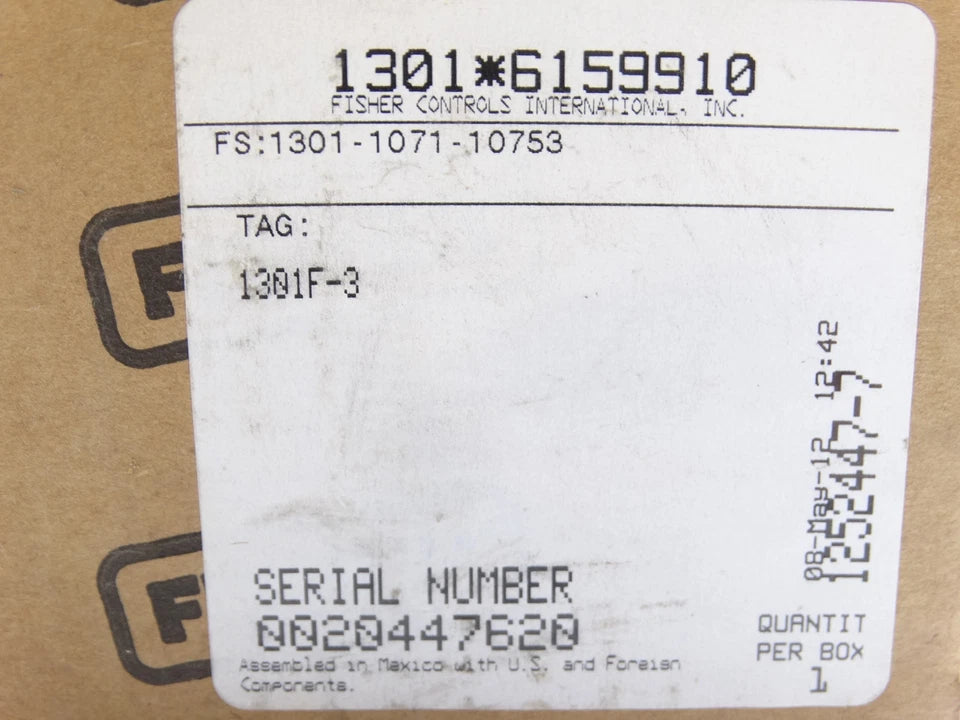 1301*6159910
FISHER CONTROLS INTERNATIONAL, INC.
FS:1301-1071-10753
TAG:
1301F-3
08-May-12 12:42
1252447-7
SERIAL NUMBER
0020447620
Assembled in Mexico with U.S. and Foreign
Components.
QUANTIT
PER BOX
1
F
F